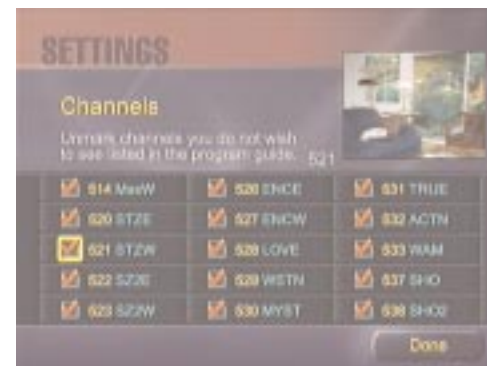 SETTINGS
Channels
Unmark channels you do not wish
to see listed in the program guide. 521
514 MaxW 526 ENCE 531 TRUE
520 STZE 527 ENCW 532 ACTN
521 STZW 528 LOVE 533 WAM
522 SZ2E 529 WSTN 537 SHO
523 SZ2W 530 MYST 538 SHO2
Done